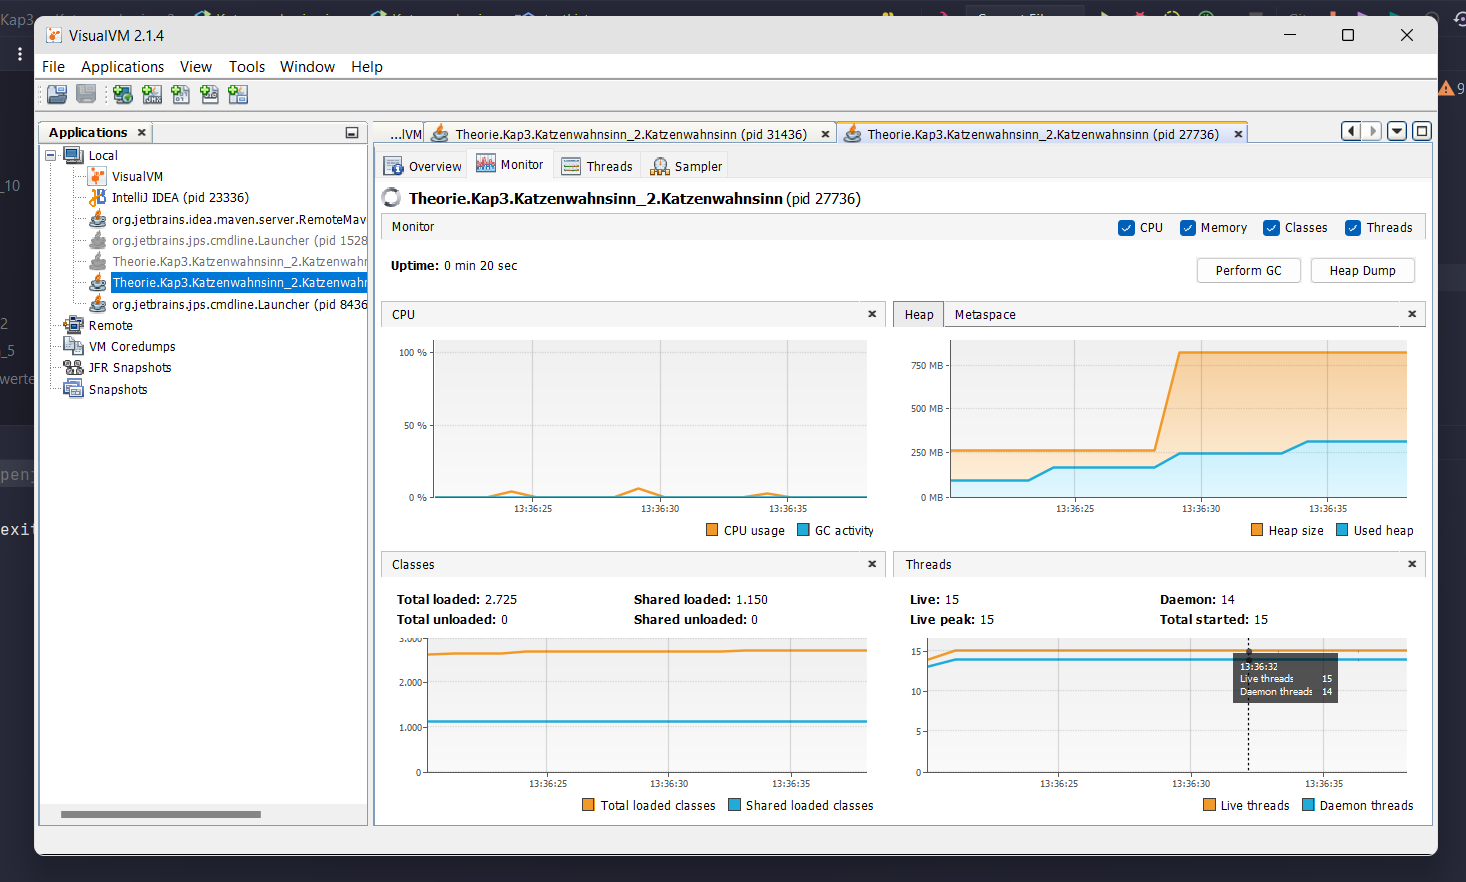 VisualVM 2.1.4
File Applications View Tools Window Help
Applications
Local
VisualVM
IntelliJ IDEA (pid 23336)
org.jetbrains.idea.maven.server.RemoteMav
org.jetbrains.jps.cmdline.Launcher (pid 1528
Theorie.Kap3.Katzenwahnsinn_2.Katzenwahn
Theorie.Kap3.Katzenwahnsinn_2.Katzenwahn
org.jetbrains.jps.cmdline.Launcher (pid 8436
Remote
VM Coredumps
JFR Snapshots
Snapshots
...lVM
Theorie.Kap3.Katzenwahnsinn_2.Katzenwahnsinn (pid 31436)
Theorie.Kap3.Katzenwahnsinn_2.Katzenwahnsinn (pid 27736)
Overview Monitor Threads Sampler
Theorie.Kap3.Katzenwahnsinn_2.Katzenwahnsinn (pid 27736)
Monitor
CPU Memory Classes Threads
Uptime: 0 min 20 sec
Perform GC Heap Dump
CPU
100 %
50 %
0 %
13:36:25 13:36:30 13:36:35
CPU usage GC activity
Heap Metaspace
750 MB
500 MB
250 MB
0 MB
13:36:25 13:36:30 13:36:35
Heap size Used heap
Classes
Total loaded: 2.725 Shared loaded: 1.150
Total unloaded: 0 Shared unloaded: 0
3.000
2.000
1.000
0
13:36:25 13:36:30 13:36:35
Total loaded classes Shared loaded classes
Threads
Live: 15 Daemon: 14
Live peak: 15 Total started: 15
15
10
5
0
13:36:32
Live threads 15
Daemon threads 14
13:36:25 13:36:30 13:36:35
Live threads Daemon threads
Kap3
_10
2
_5
werte
penj
exit
9